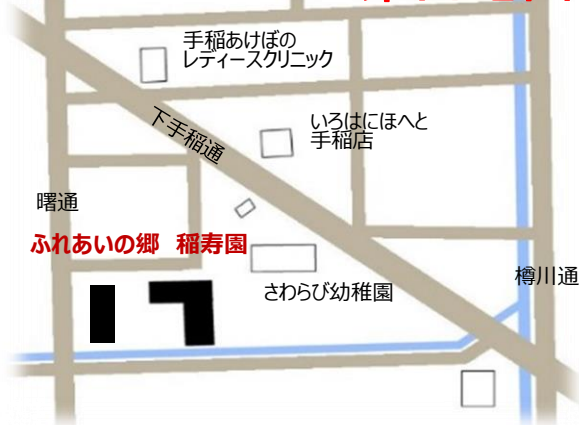 手稲あけぼの
レディースクリニック
いろはにほへと
手稲店
下手稲通
曙通
ふれあいの郷　稲寿園
さわらび幼稚園
樽川通